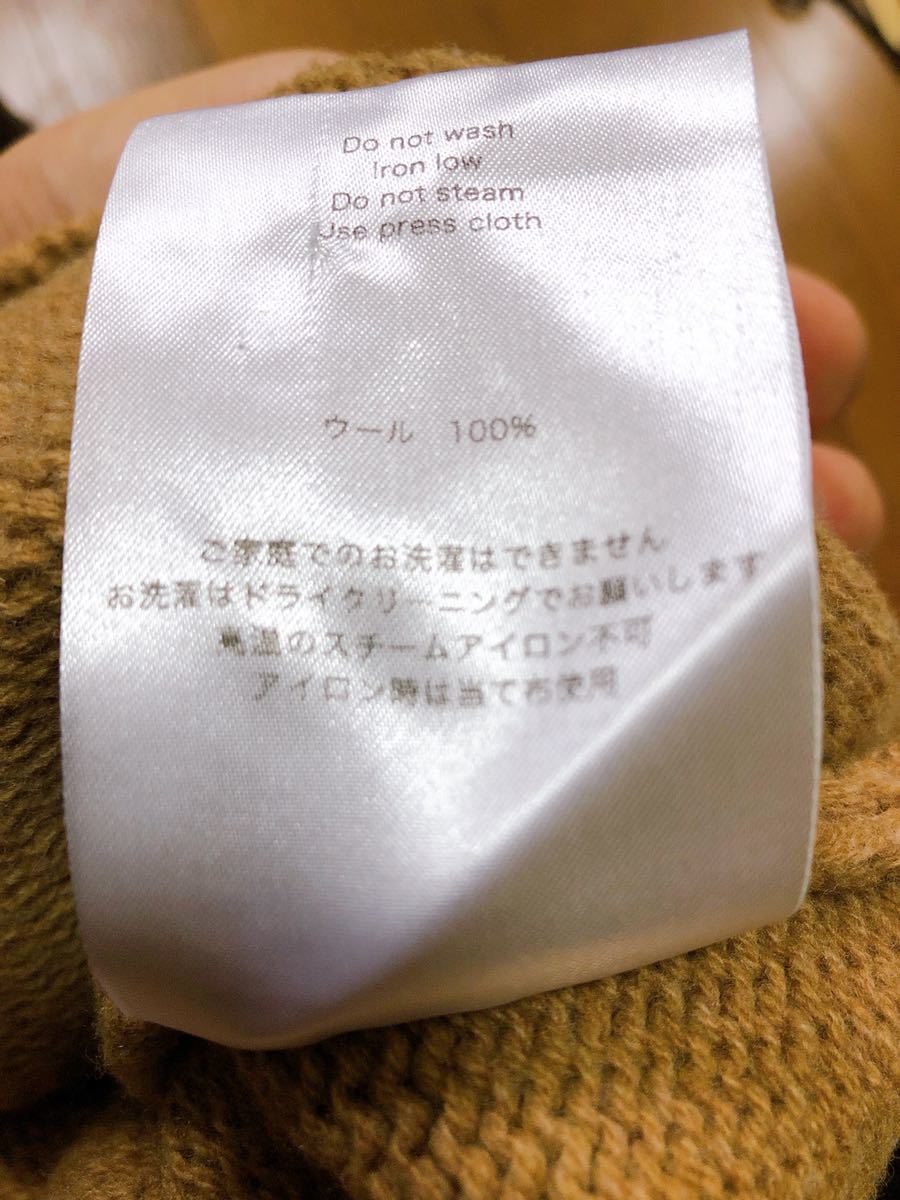 Do not wash
Iron low
Do not steam
Use press cloth
ウール 100%
ご家庭でのお洗濯はできません
お洗濯はドライクリーニングでお願いします
高温のスチームアイロン不可
アイロン時は当て布使用